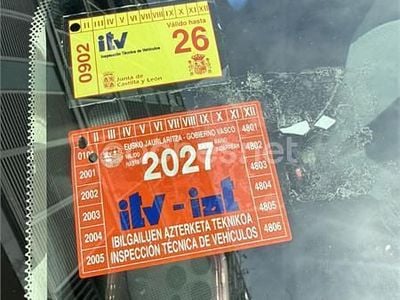 II III IV V VI VII VIII IX X XI XII
Válido hasta
0902
itv
26
Inspección Técnica de Vehículos
Junta de
Castilla y León
I II III IV V VI VII VIII IX X XI XII
EUSKO JAURLARITZA - GOBIERNO VASCO
4801
2001
2027
4802
2002
4803
2003
4804
2004
itv - iat
4805
2005
IBILGAILUEN AZTERKETA TEKNIKOA
4806
INSPECCIÓN TÉCNICA DE VEHÍCULOS